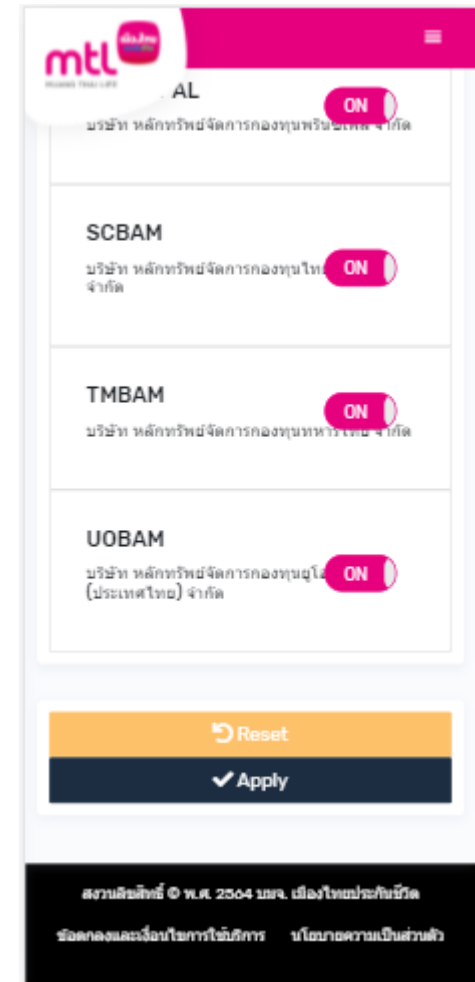 mtl
เมืองไทย
MUANG THAI LIFE
AL
ON
บริษัท หลักทรัพย์จัดการกองทุนพรินซิเพิล จำกัด
SCBAM
บริษัท หลักทรัพย์จัดการกองทุนไทย
ON
จำกัด
TMBAM
ON
บริษัท หลักทรัพย์จัดการกองทุนทหารไทย จำกัด
UOBAM
บริษัท หลักทรัพย์จัดการกองทุนยูโอ
ON
(ประเทศไทย) จำกัด
Reset
Apply
สงวนลิขสิทธิ์ © พ.ศ. 2564 บมจ. เมืองไทยประกันชีวิต
ข้อตกลงและเงื่อนไขการใช้บริการ นโยบายความเป็นส่วนตัว